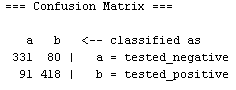 === Confusion Matrix ===
a b <-- classified as
331 80 | a = tested_negative
91 418 | b = tested_positive